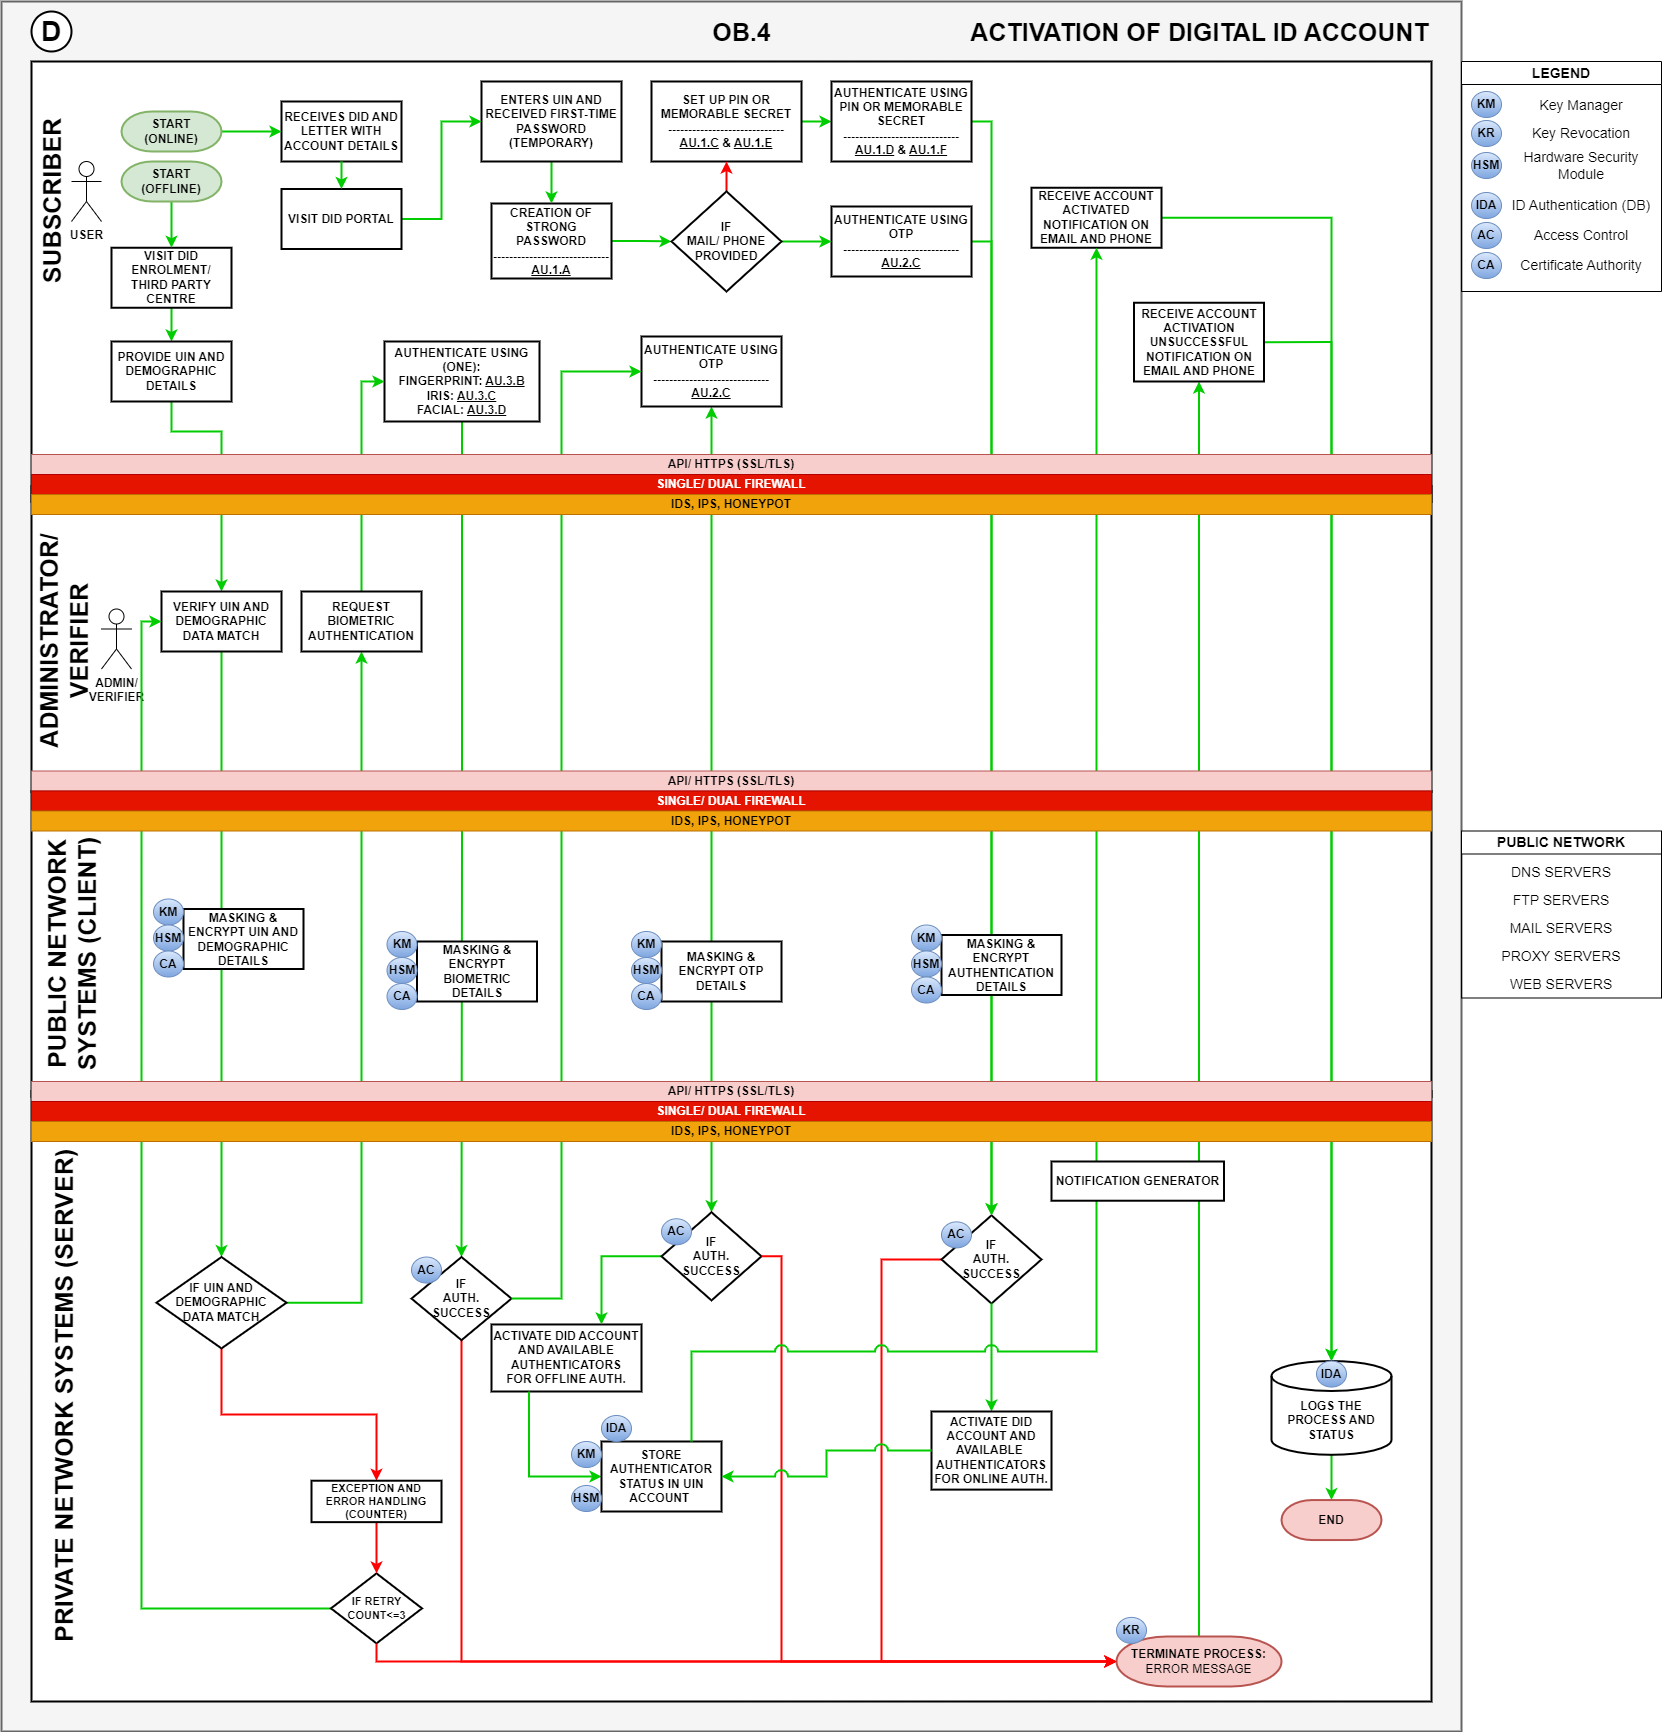 D
OB.4
ACTIVATION OF DIGITAL ID ACCOUNT
SUBSCRIBER
USER
START
(ONLINE)
START
(OFFLINE)
RECEIVES DID AND
LETTER WITH
ACCOUNT DETAILS
VISIT DID PORTAL
VISIT DID
ENROLMENT/
THIRD PARTY
CENTRE
PROVIDE UIN AND
DEMOGRAPHIC
DETAILS
ENTERS UIN AND
RECEIVED FIRST-TIME
PASSWORD
(TEMPORARY)
CREATION OF
STRONG
PASSWORD
-----------------------------
AU.1.A
SET UP PIN OR
MEMORABLE SECRET
-----------------------------
AU.1.C & AU.1.E
IF
MAIL/ PHONE
PROVIDED
AUTHENTICATE USING
PIN OR MEMORABLE
SECRET
-----------------------------
AU.1.D & AU.1.F
AUTHENTICATE USING
OTP
-----------------------------
AU.2.C
AUTHENTICATE USING
(ONE):
FINGERPRINT: AU.3.B
IRIS: AU.3.C
FACIAL: AU.3.D
AUTHENTICATE USING
OTP
-----------------------------
AU.2.C
RECEIVE ACCOUNT
ACTIVATED
NOTIFICATION ON
EMAIL AND PHONE
RECEIVE ACCOUNT
ACTIVATION
UNSUCCESSFUL
NOTIFICATION ON
EMAIL AND PHONE
LEGEND
KM Key Manager
KR Key Revocation
HSM Hardware Security
Module
IDA ID Authentication (DB)
AC Access Control
CA Certificate Authority
API/ HTTPS (SSL/TLS)
SINGLE/ DUAL FIREWALL
IDS, IPS, HONEYPOT
ADMINISTRATOR/
VERIFIER
ADMIN/
VERIFIER
VERIFY UIN AND
DEMOGRAPHIC
DATA MATCH
REQUEST
BIOMETRIC
AUTHENTICATION
API/ HTTPS (SSL/TLS)
SINGLE/ DUAL FIREWALL
IDS, IPS, HONEYPOT
PUBLIC NETWORK
SYSTEMS (CLIENT)
KM
HSM
CA
MASKING &
ENCRYPT UIN AND
DEMOGRAPHIC
DETAILS
KM
HSM
CA
MASKING &
ENCRYPT
BIOMETRIC
DETAILS
KM
HSM
CA
MASKING &
ENCRYPT OTP
DETAILS
KM
HSM
CA
MASKING &
ENCRYPT
AUTHENTICATION
DETAILS
PUBLIC NETWORK
DNS SERVERS
FTP SERVERS
MAIL SERVERS
PROXY SERVERS
WEB SERVERS
API/ HTTPS (SSL/TLS)
SINGLE/ DUAL FIREWALL
IDS, IPS, HONEYPOT
PRIVATE NETWORK SYSTEMS (SERVER)
IF UIN AND
DEMOGRAPHIC
DATA MATCH
AC
IF
AUTH.
SUCCESS
AC
IF
AUTH.
SUCCESS
AC
IF
AUTH.
SUCCESS
NOTIFICATION GENERATOR
ACTIVATE DID ACCOUNT
AND AVAILABLE
AUTHENTICATORS
FOR OFFLINE AUTH.
IDA
KM
HSM
STORE
AUTHENTICATOR
STATUS IN UIN
ACCOUNT
ACTIVATE DID
ACCOUNT AND
AVAILABLE
AUTHENTICATORS
FOR ONLINE AUTH.
IDA
LOGS THE
PROCESS AND
STATUS
END
EXCEPTION AND
ERROR HANDLING
(COUNTER)
IF RETRY
COUNT<=3
KR
TERMINATE PROCESS:
ERROR MESSAGE